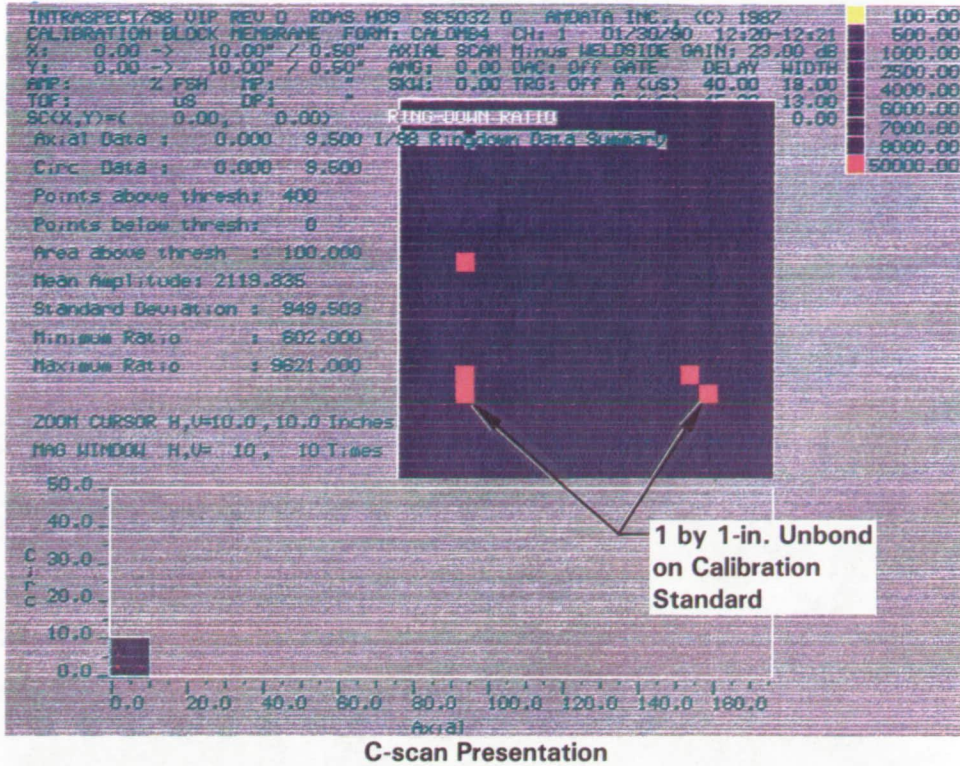 INTRASPECT/98 VIP REV D RDAS HO9 SC5032 D AMDATA INC., (C) 1987
CALIBRATION BLOCK MEMBRANE FORM: CALOMB4 CH: 1 01/30/90 12:20-12:21
X: 0.00 -> 10.00" / 0.50" AXIAL SCAN Minus WELDSIDE GAIN: 23.00 dB
Y: 0.00 -> 10.00" / 0.50" ANG: 0.00 DAC: Off GATE DELAY WIDTH
AMP: % FSH MP: " SKW: 0.00 TRG: Off A (uS) 40.00 18.00
TOF: uS DP: " 13.00
SC(X,Y)=( 0.00, 0.00) 0.00
RING-DOWN-RATIO
Axial Data : 0.000 9.500 I/98 Ringdown Data Summary
Circ. Data : 0.000 9.500
Points above thresh: 400
Points below thresh: 0
Area above thresh : 100.000
Mean Amplitude: 2119.835
Standard Deviation : 949.503
Minimum Ratio : 602.000
Maximum Ratio : 9621.000
ZOOM CURSOR H,V=10.0 , 10.0 Inches
MAG WINDOW H,V= 10 , 10 Times
100.00
500.00
1000.00
2500.00
4000.00
6000.00
7000.00
8000.00
50000.00
1 by 1-in. Unbond
on Calibration
Standard
50.0
40.0
30.0
20.0
10.0
0.0
Circ
0.0 20.0 40.0 60.0 80.0 100.0 120.0 140.0 160.0
Axial
C-scan Presentation